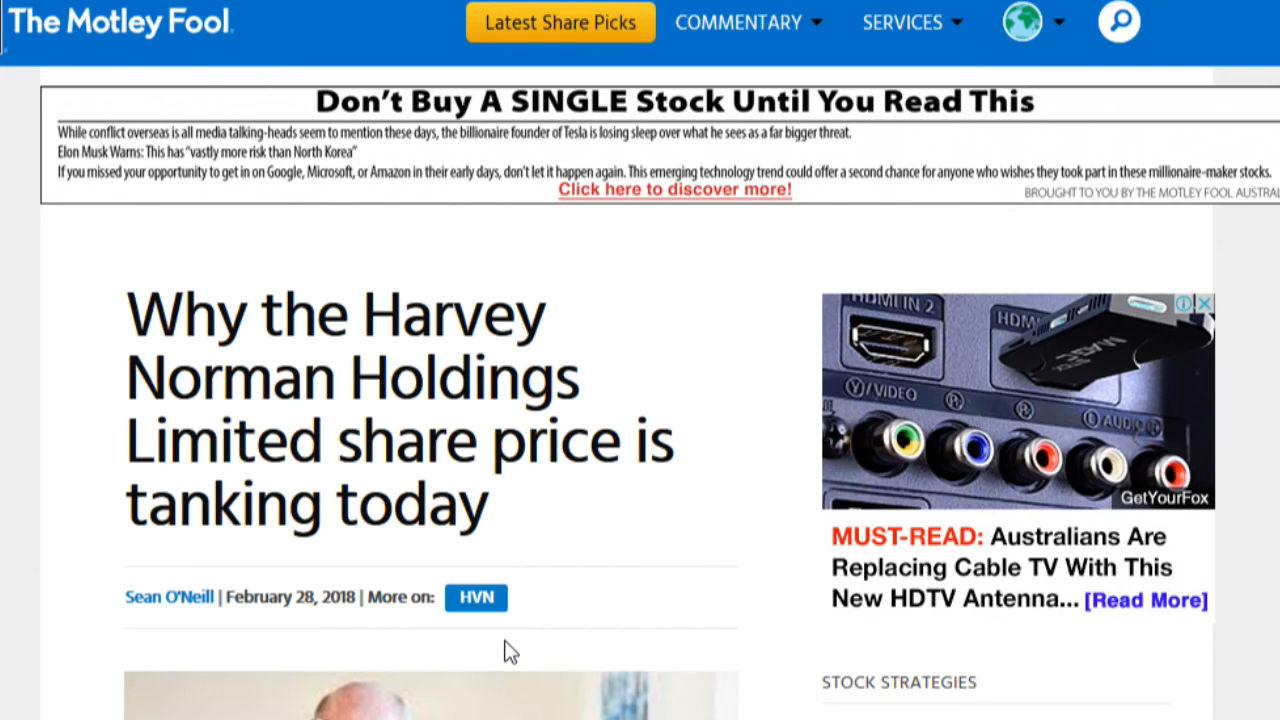 The Motley Fool.
Latest Share Picks
COMMENTARY
SERVICES
Don't Buy A SINGLE Stock Until You Read This
While conflict overseas is all media talking-heads seem to mention these days, the billionaire founder of Tesla is losing sleep over what he sees as a far bigger threat.
Elon Musk Warns: This has "vastly more risk than North Korea"
If you missed your opportunity to get in on Google, Microsoft, or Amazon in their early days, don't let it happen again. This emerging technology trend could offer a second chance for anyone who wishes they took part in these millionaire-maker stocks.
Click here to discover more!
BROUGHT TO YOU BY THE MOTLEY FOOL AUSTRAL
Why the Harvey
Norman Holdings
Limited share price is
tanking today
Sean O'Neill | February 28, 2018 | More on:
HVN
HDMI IN 2
HDM
Y/VIDEO
L AUDIO R
GetYourFox
MUST-READ: Australians Are
Replacing Cable TV With This
New HDTV Antenna... [Read More]
STOCK STRATEGIES